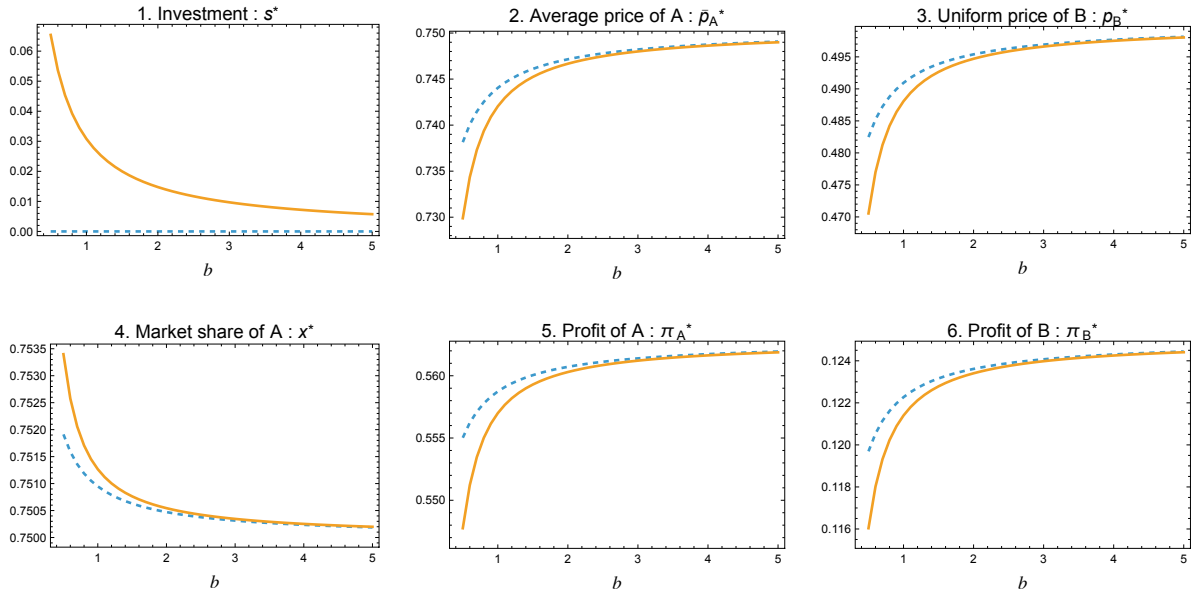 1. Investment : s*
0.06
0.05
0.04
0.03
0.02
0.01
0.00
1 2 3 4 5
b
2. Average price of A : p̄A*
0.750
0.745
0.740
0.735
0.730
1 2 3 4 5
b
3. Uniform price of B : pB*
0.495
0.490
0.485
0.480
0.475
0.470
1 2 3 4 5
b
4. Market share of A : x*
0.7535
0.7530
0.7525
0.7520
0.7515
0.7510
0.7505
0.7500
1 2 3 4 5
b
5. Profit of A : πA*
0.560
0.555
0.550
1 2 3 4 5
b
6. Profit of B : πB*
0.124
0.122
0.120
0.118
0.116
1 2 3 4 5
b